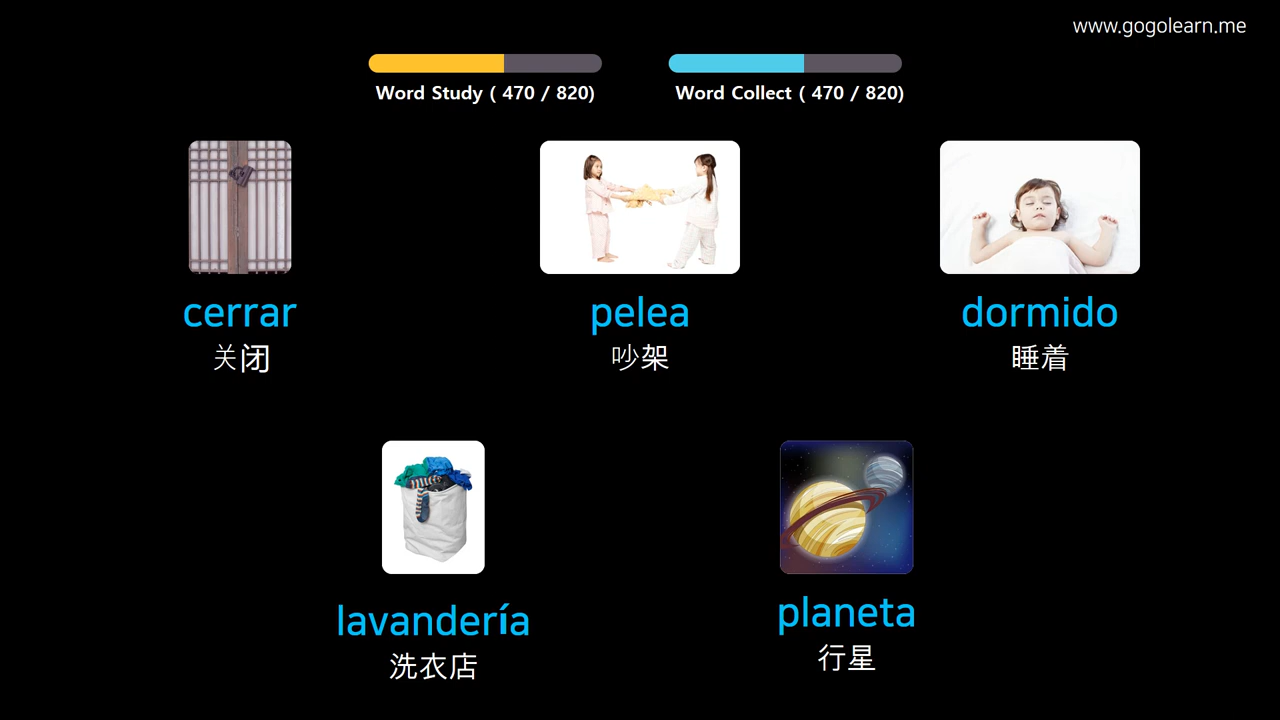 www.gogolearn.me
Word Study ( 470 / 820)
Word Collect ( 470 / 820)
cerrar
关闭
pelea
吵架
dormido
睡着
lavandería
洗衣店
planeta
行星